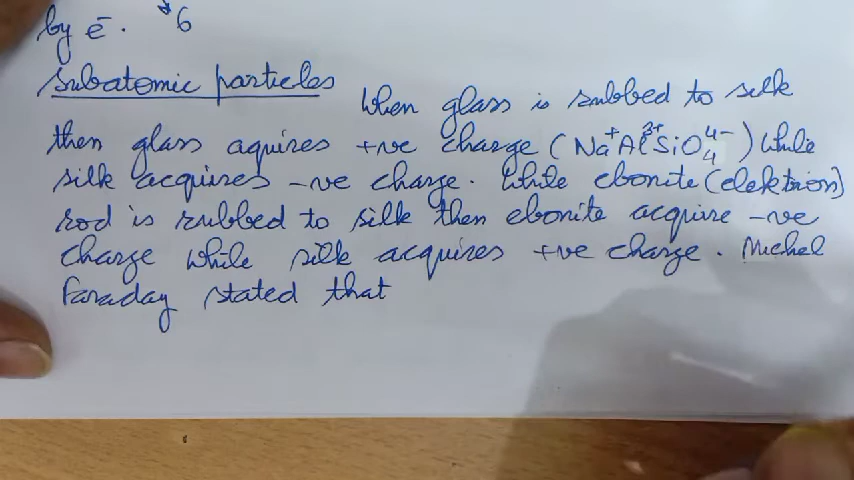 by e⁻. ↓6
Subatomic particles When glass is rubbed to silk
then glass aquires +ve charge (Na⁺Al³⁺SiO₄⁴⁻) While
silk acquires -ve charge. While ebonite (elektrion)
rod is rubbed to silk then ebonite acquire -ve
charge while silk acquires +ve charge. Michel
Faraday stated that